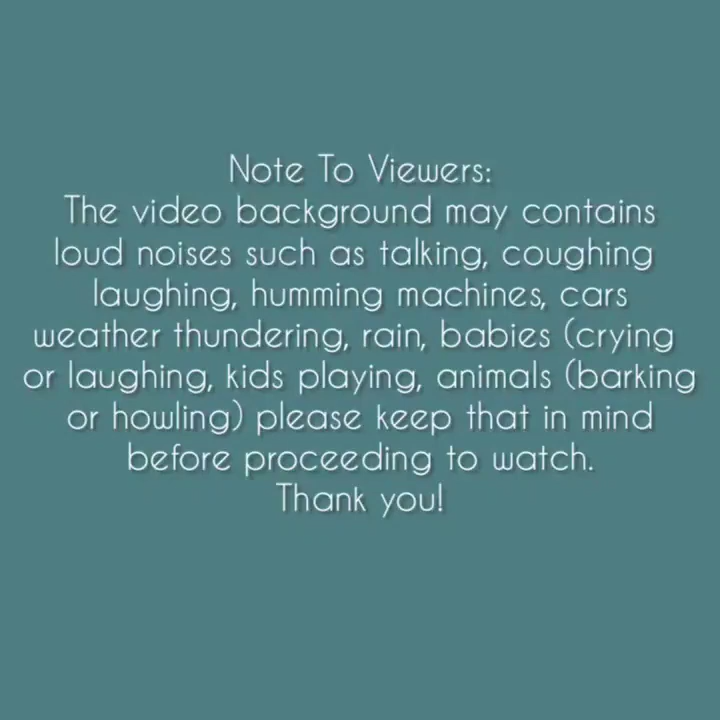 Note To Viewers:
The video background may contains
loud noises such as talking, coughing
laughing, humming machines, cars
weather thundering, rain, babies (crying
or laughing, kids playing, animals (barking
or howling) please keep that in mind
before proceeding to watch.
Thank you!